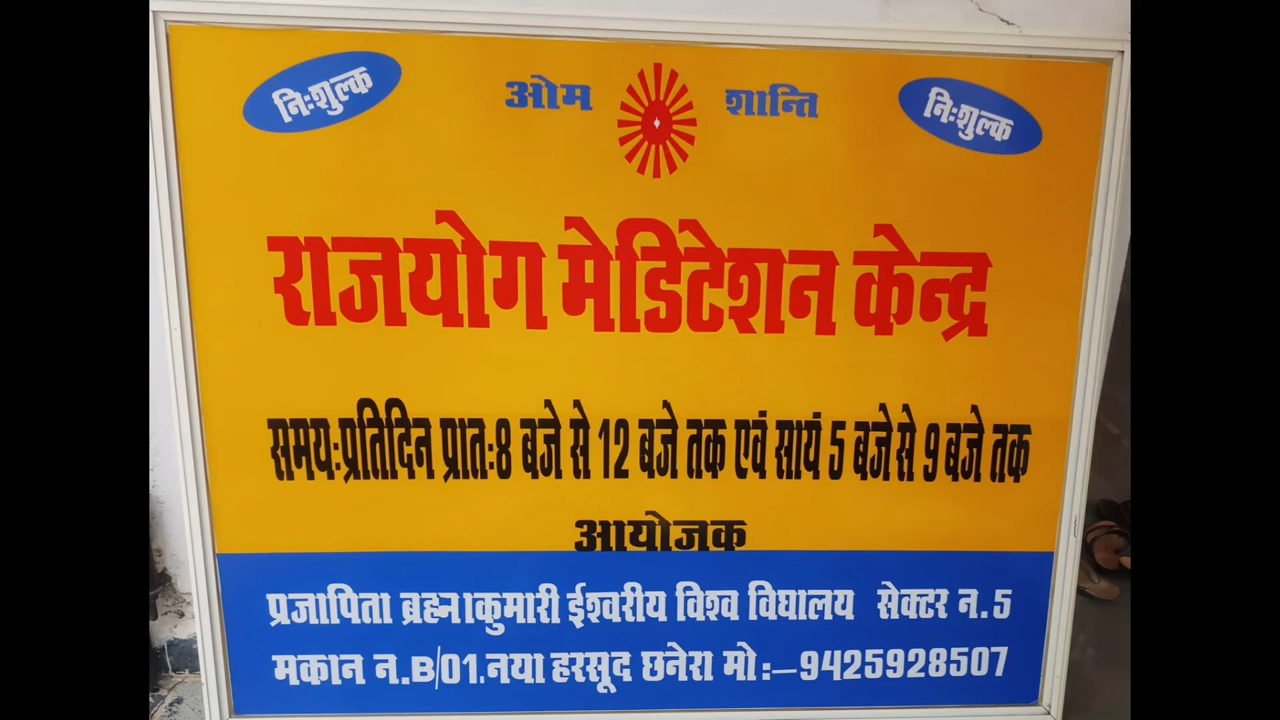 निःशुल्क ओम शान्ति निःशुल्क
राजयोग मेडिटेशन केन्द्र
समयःप्रतिदिन प्रातः8 बजे से 12 बजे तक एवं सायं 5 बजे से 9 बजे तक
आयोजक
प्रजापिता ब्रह्माकुमारी ईश्वरीय विश्व विघालय सेक्टर न.5
मकान न.B/01.नया हरसूद छनेरा मो:–9425928507